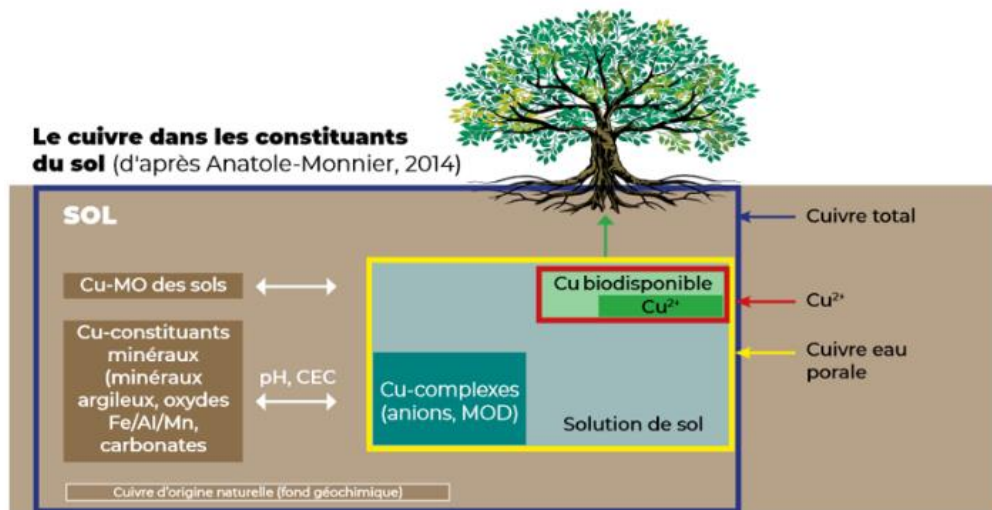 Le cuivre dans les constituants
du sol (d'après Anatole-Monnier, 2014)
SOL
Cuivre total
Cu-MO des sols
Cu biodisponible
Cu²⁺
Cu²⁺
Cu-constituants
minéraux
(minéraux
argileux, oxydes
Fe/Al/Mn,
carbonates
pH, CEC
Cuivre eau
porale
Cu-complexes
(anions, MOD)
Solution de sol
Cuivre d'origine naturelle (fond géochimique)